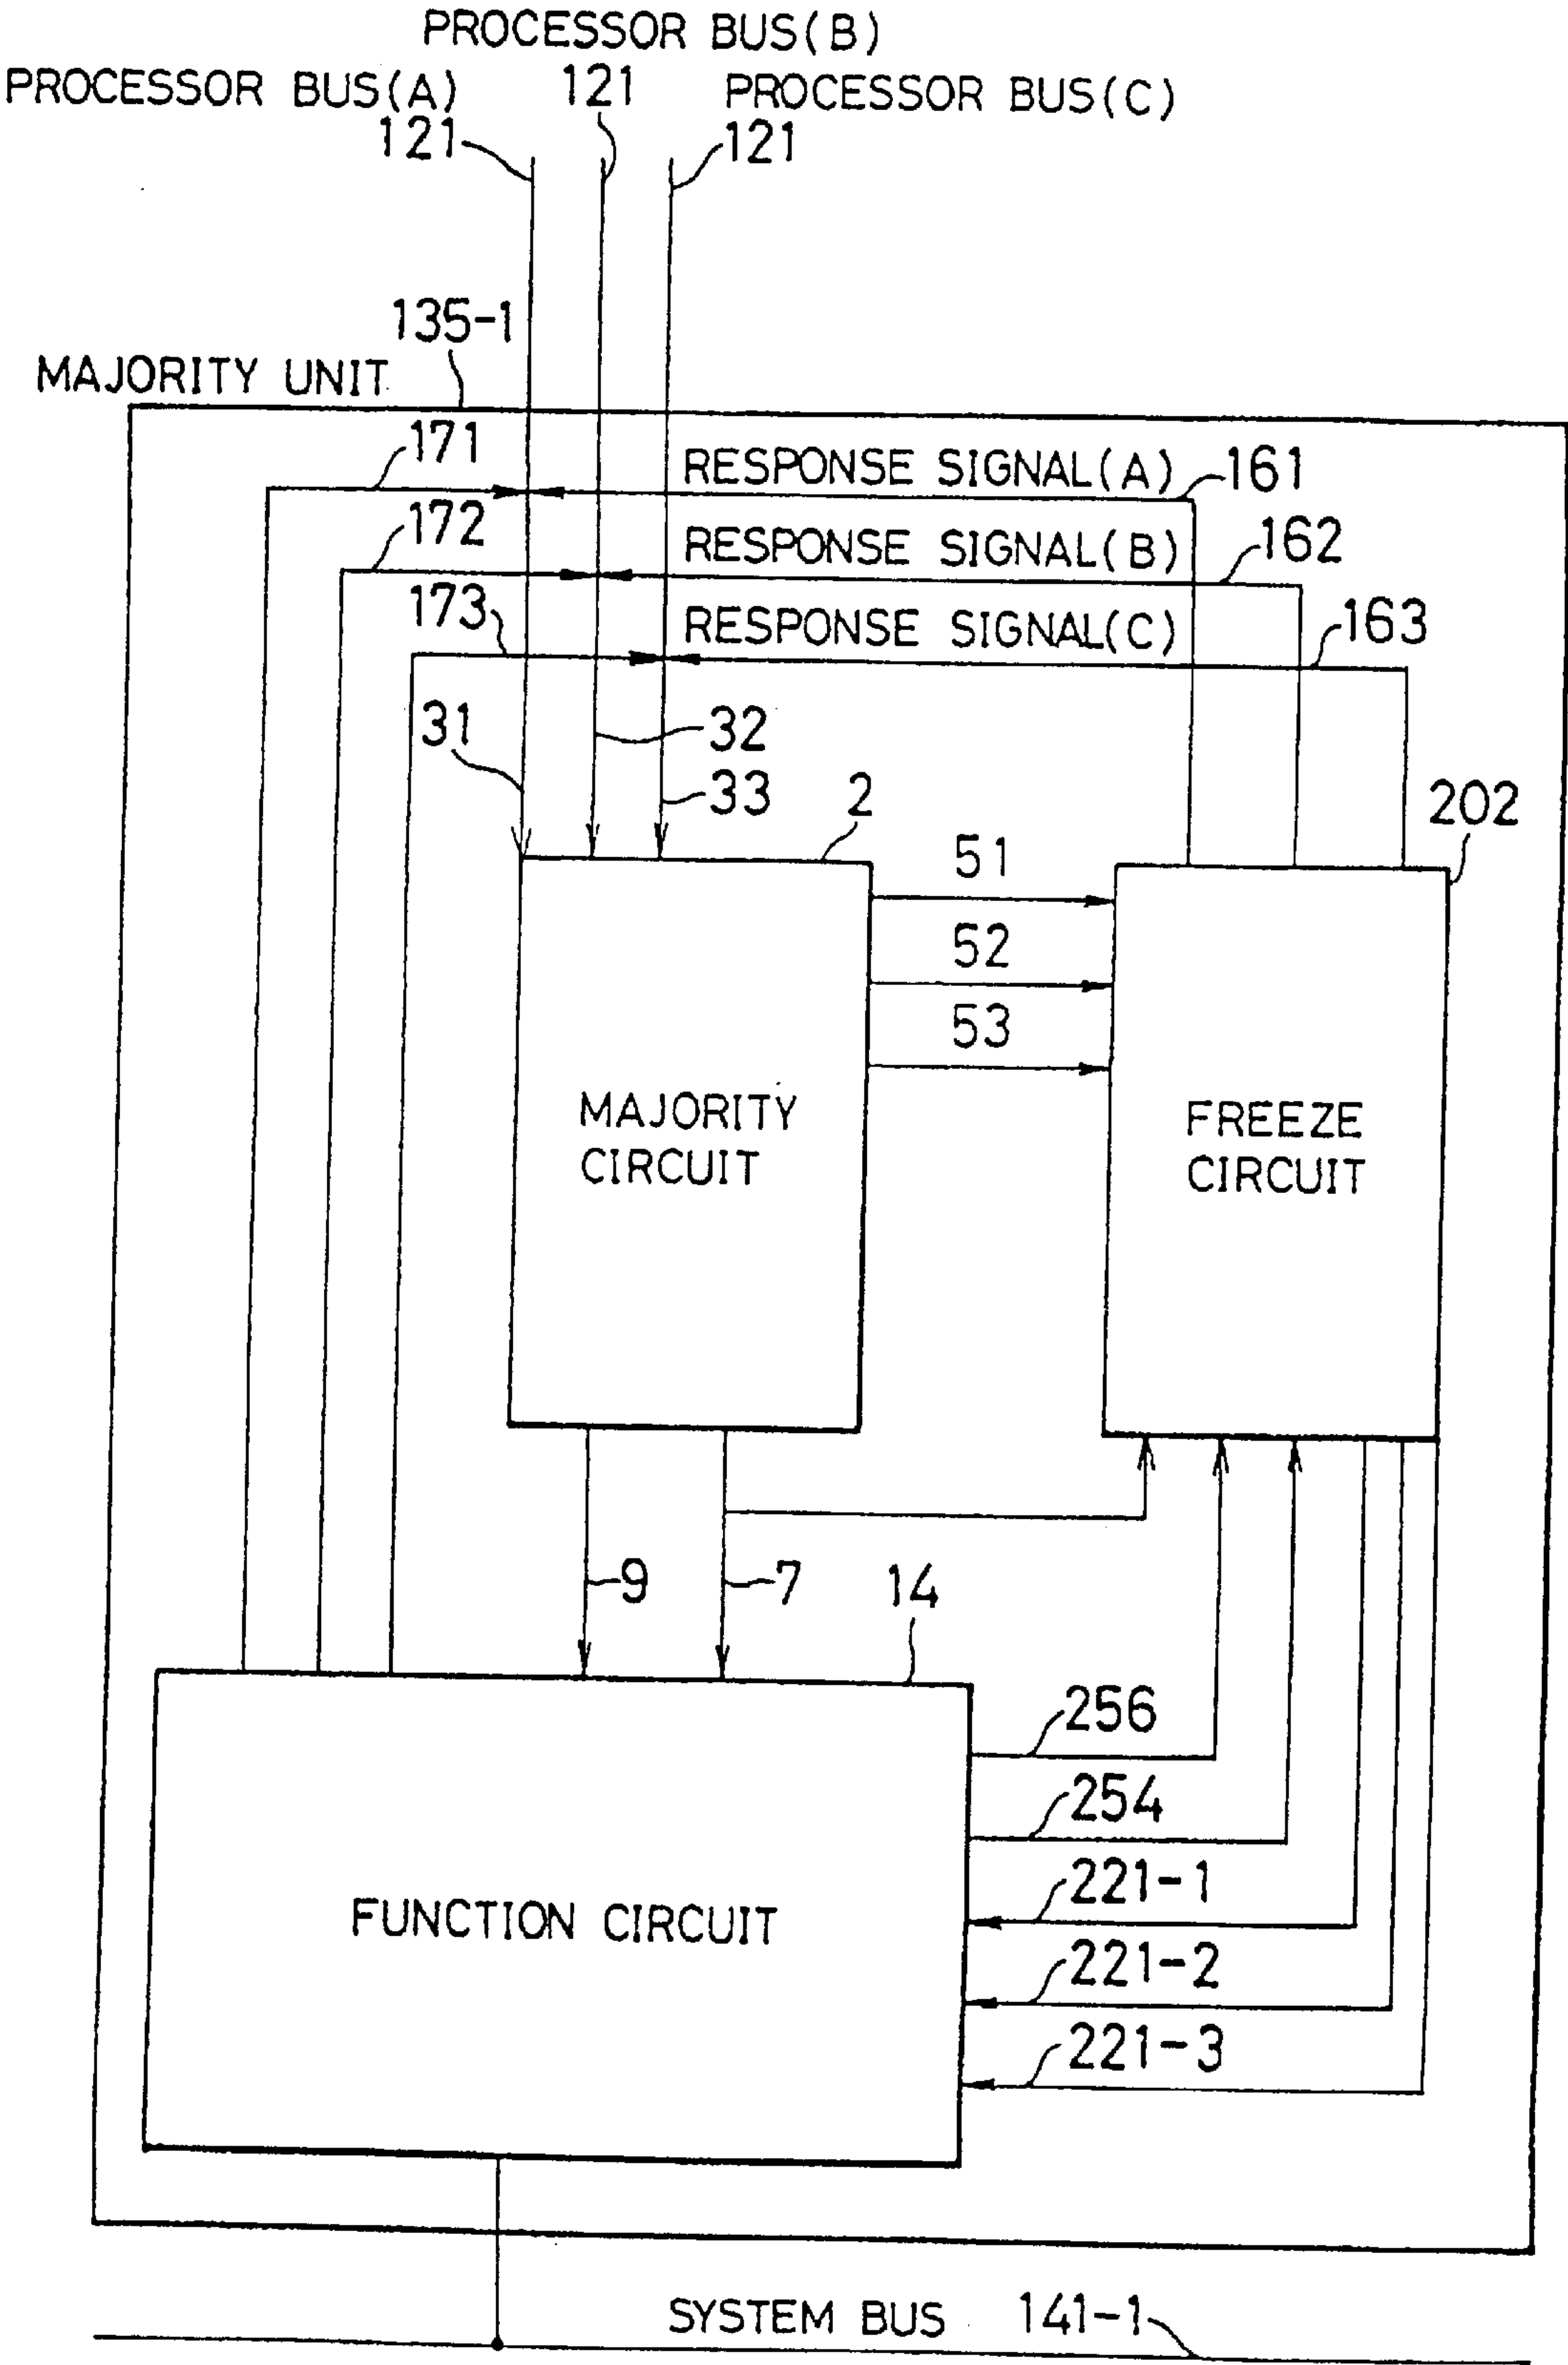 PROCESSOR BUS(B)
PROCESSOR BUS(A)
121
PROCESSOR BUS(C)
121
121
135-1
MAJORITY UNIT
171
RESPONSE SIGNAL(A)
161
172
RESPONSE SIGNAL(B)
162
173
RESPONSE SIGNAL(C)
163
31
32
33
2
202
51
52
53
MAJORITY
CIRCUIT
FREEZE
CIRCUIT
9
7
14
256
254
221-1
221-2
221-3
FUNCTION CIRCUIT
SYSTEM BUS
141-1